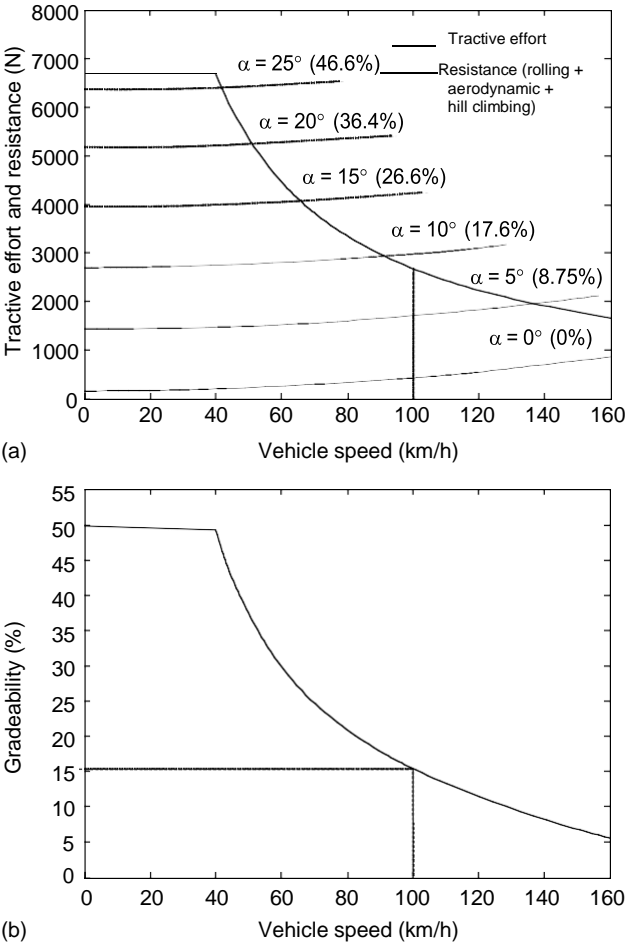 8000
7000
6000
5000
4000
3000
2000
1000
0
Tractive effort and resistance (N)
Tractive effort
Resistance (rolling +
aerodynamic +
hill climbing)
α = 25° (46.6%)
α = 20° (36.4%)
α = 15° (26.6%)
α = 10° (17.6%)
α = 5° (8.75%)
α = 0° (0%)
0 20 40 60 80 100 120 140 160
(a) Vehicle speed (km/h)
55
50
45
40
35
30
25
20
15
10
5
0
Gradeability (%)
0 20 40 60 80 100 120 140 160
(b) Vehicle speed (km/h)